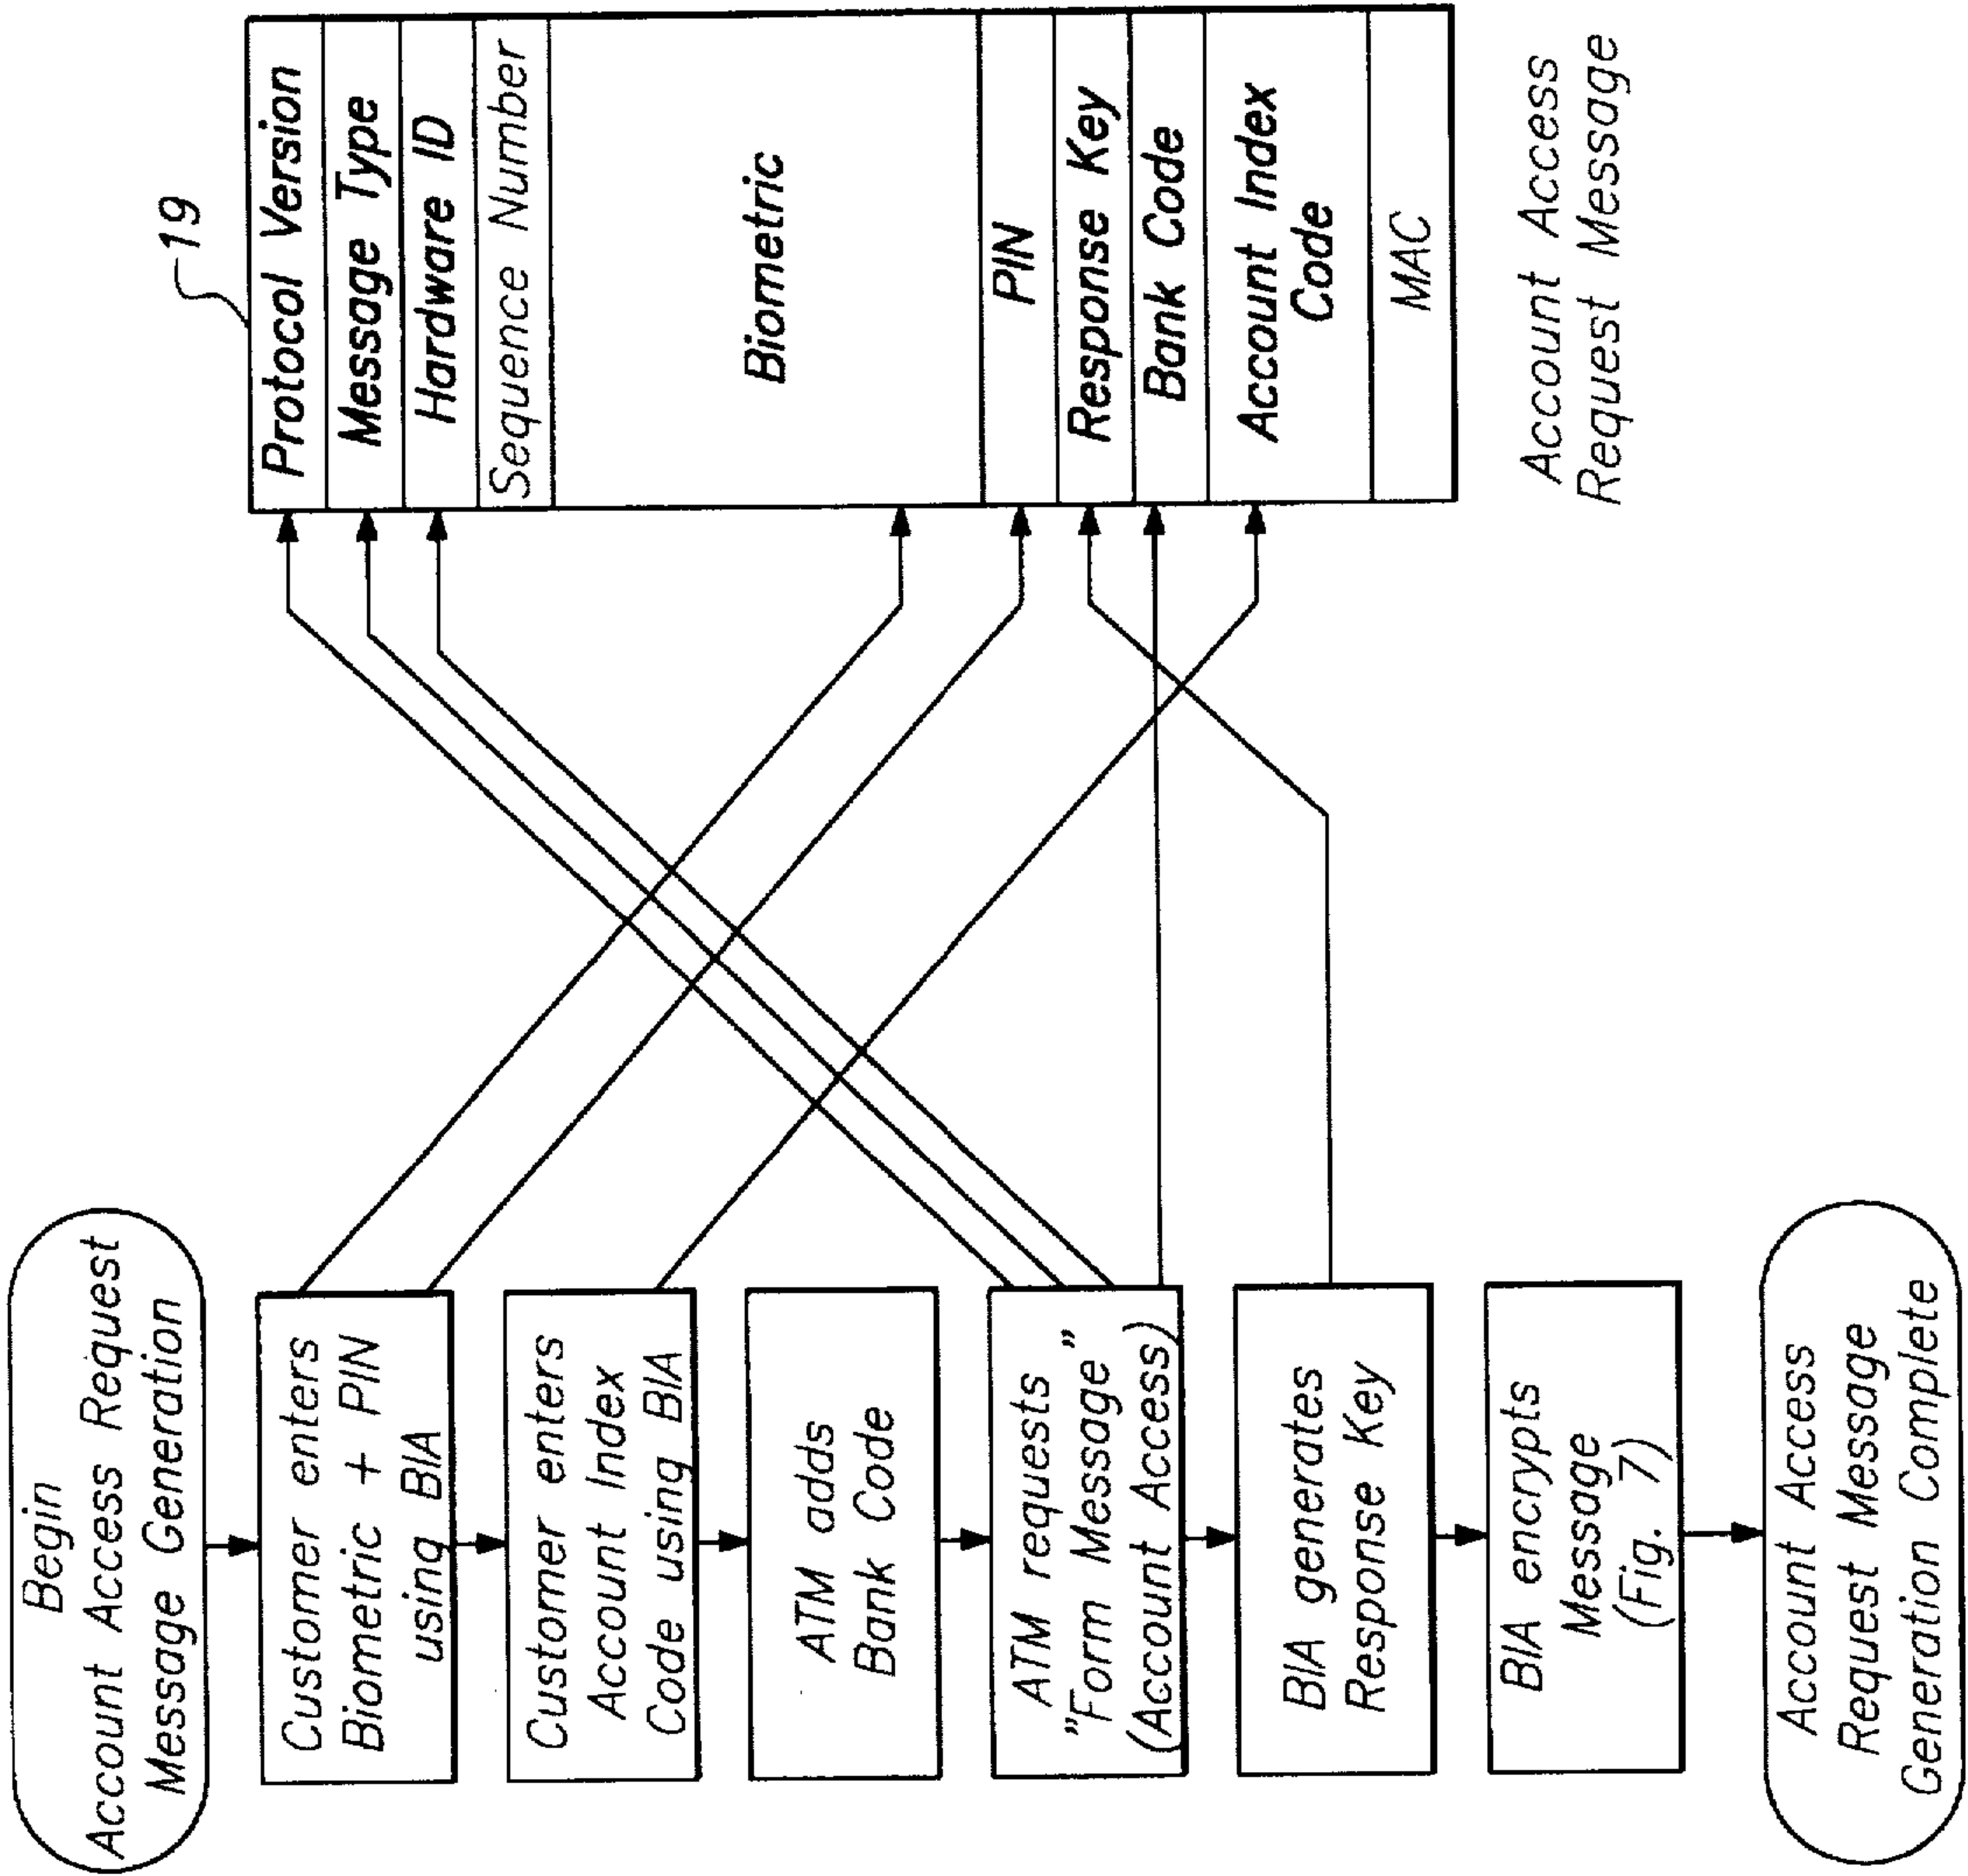 Begin
Account Access Request
Message Generation
Customer enters
Biometric + PIN
using BIA
Customer enters
Account Index
Code using BIA
ATM adds
Bank Code
ATM requests
"Form Message"
(Account Access)
BIA generates
Response Key
BIA encrypts
Message
(Fig. 7)
Account Access
Request Message
Generation Complete
19
Protocol Version
Message Type
Hardware ID
Sequence Number
Biometric
PIN
Response Key
Bank Code
Account Index
Code
MAC
Account Access
Request Message